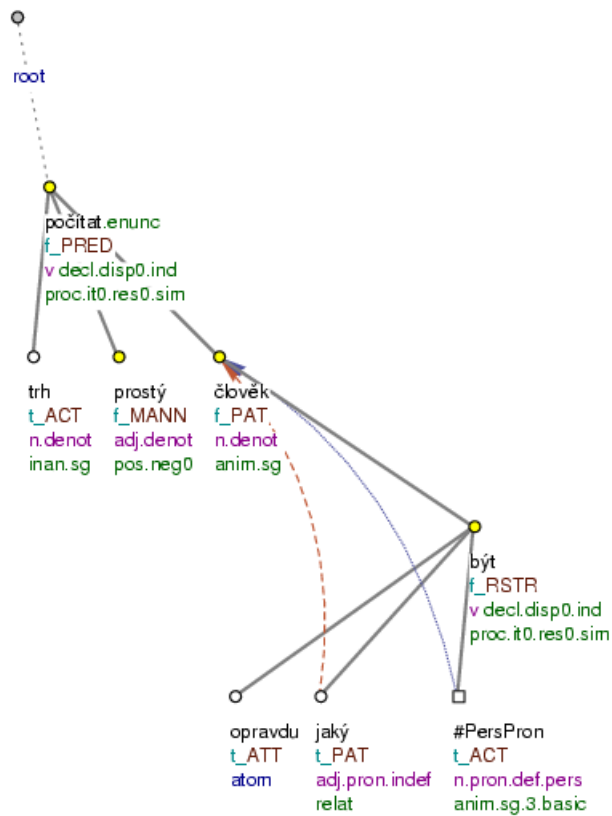 root
počítat.enunc
f_PRED
v decl.disp0.ind
proc.it0.res0.sim
trh prostý člověk
t_ACT f_MANN f_PAT
n.denot adj.denot n.denot
inan.sg pos.neg0 anim.sg
být
f_RSTR
v decl.disp0.ind
proc.it0.res0.sim
opravdu jaký #PersPron
t_ATT t_PAT t_ACT
atom adj.pron.indef n.pron.def.pers
relat anim.sg.3.basic